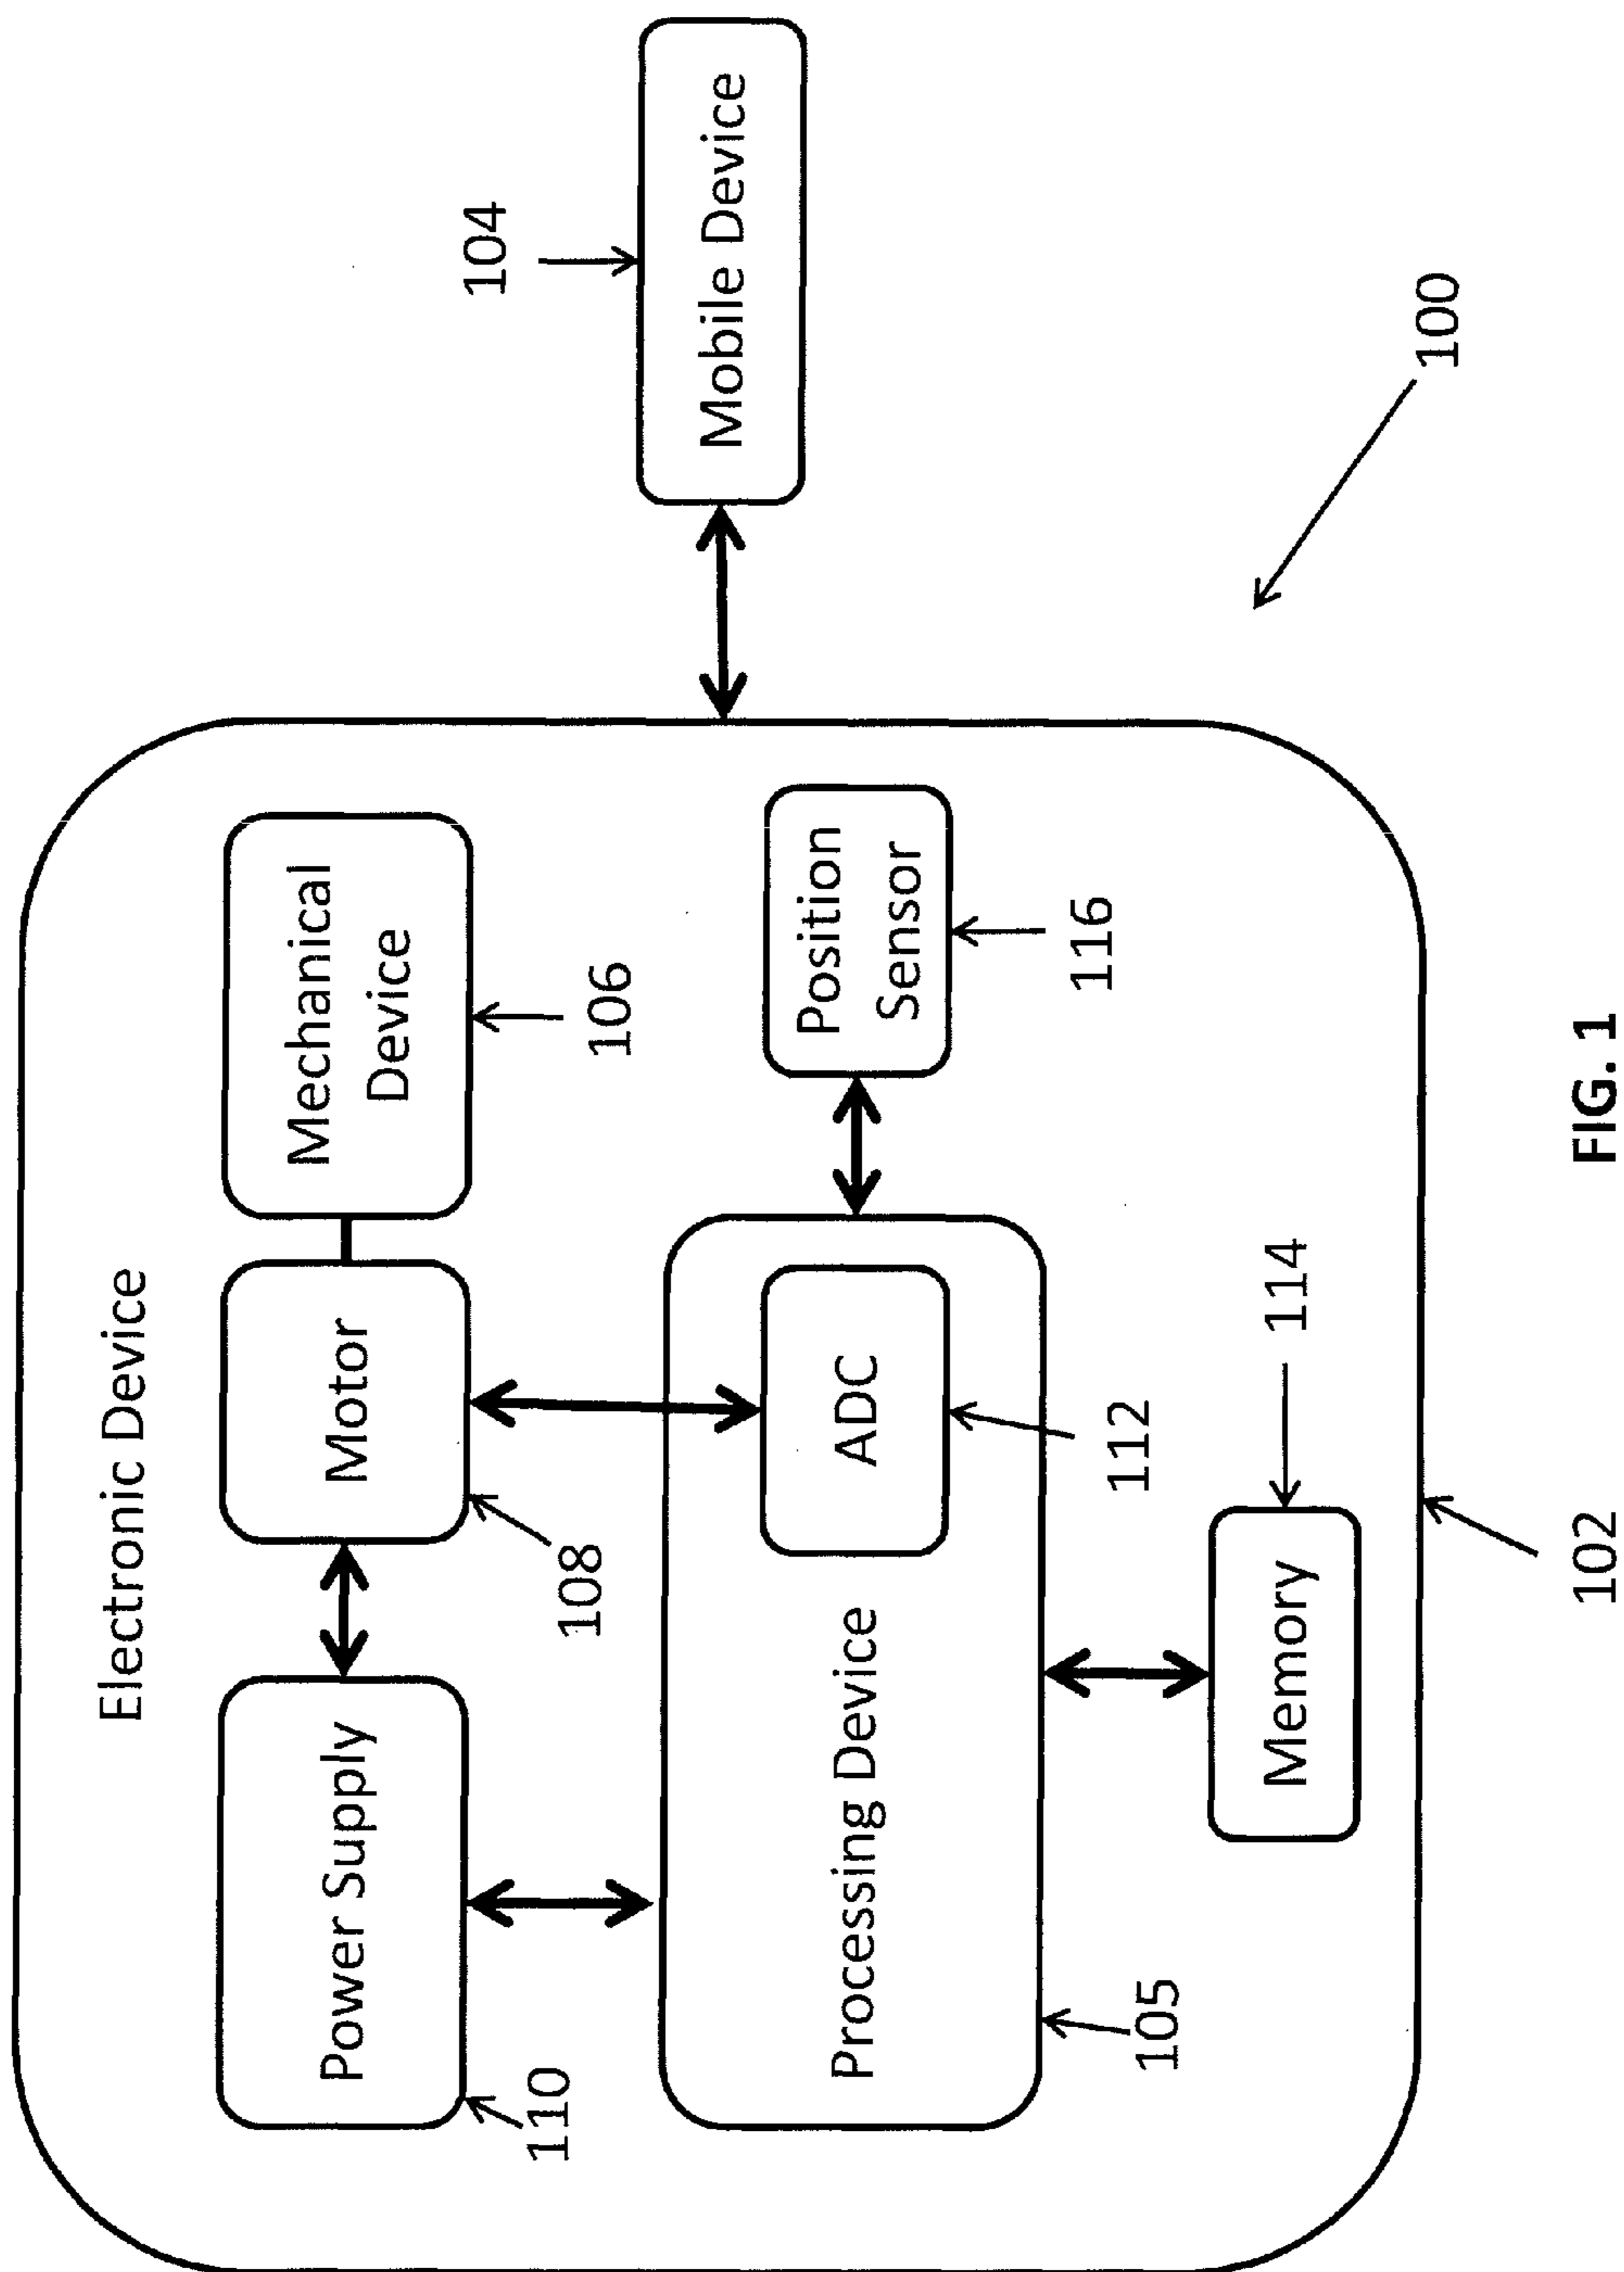 Electronic Device
Power Supply
110
Motor
108
Mechanical
Device
106
Processing Device
105
ADC
112
Position
Sensor
116
Memory
114
102
Mobile Device
104
100
FIG. 1